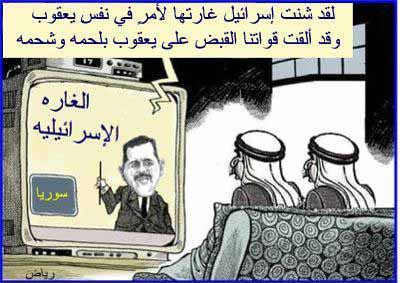 لقد شنت إسرائيل غارتها لأمرٍ في نفس يعقوب
وقد ألقت قواتنا القبض على يعقوب بلحمه وشحمه
17
الغاره
الإسرائيليه
سوريا
رياض